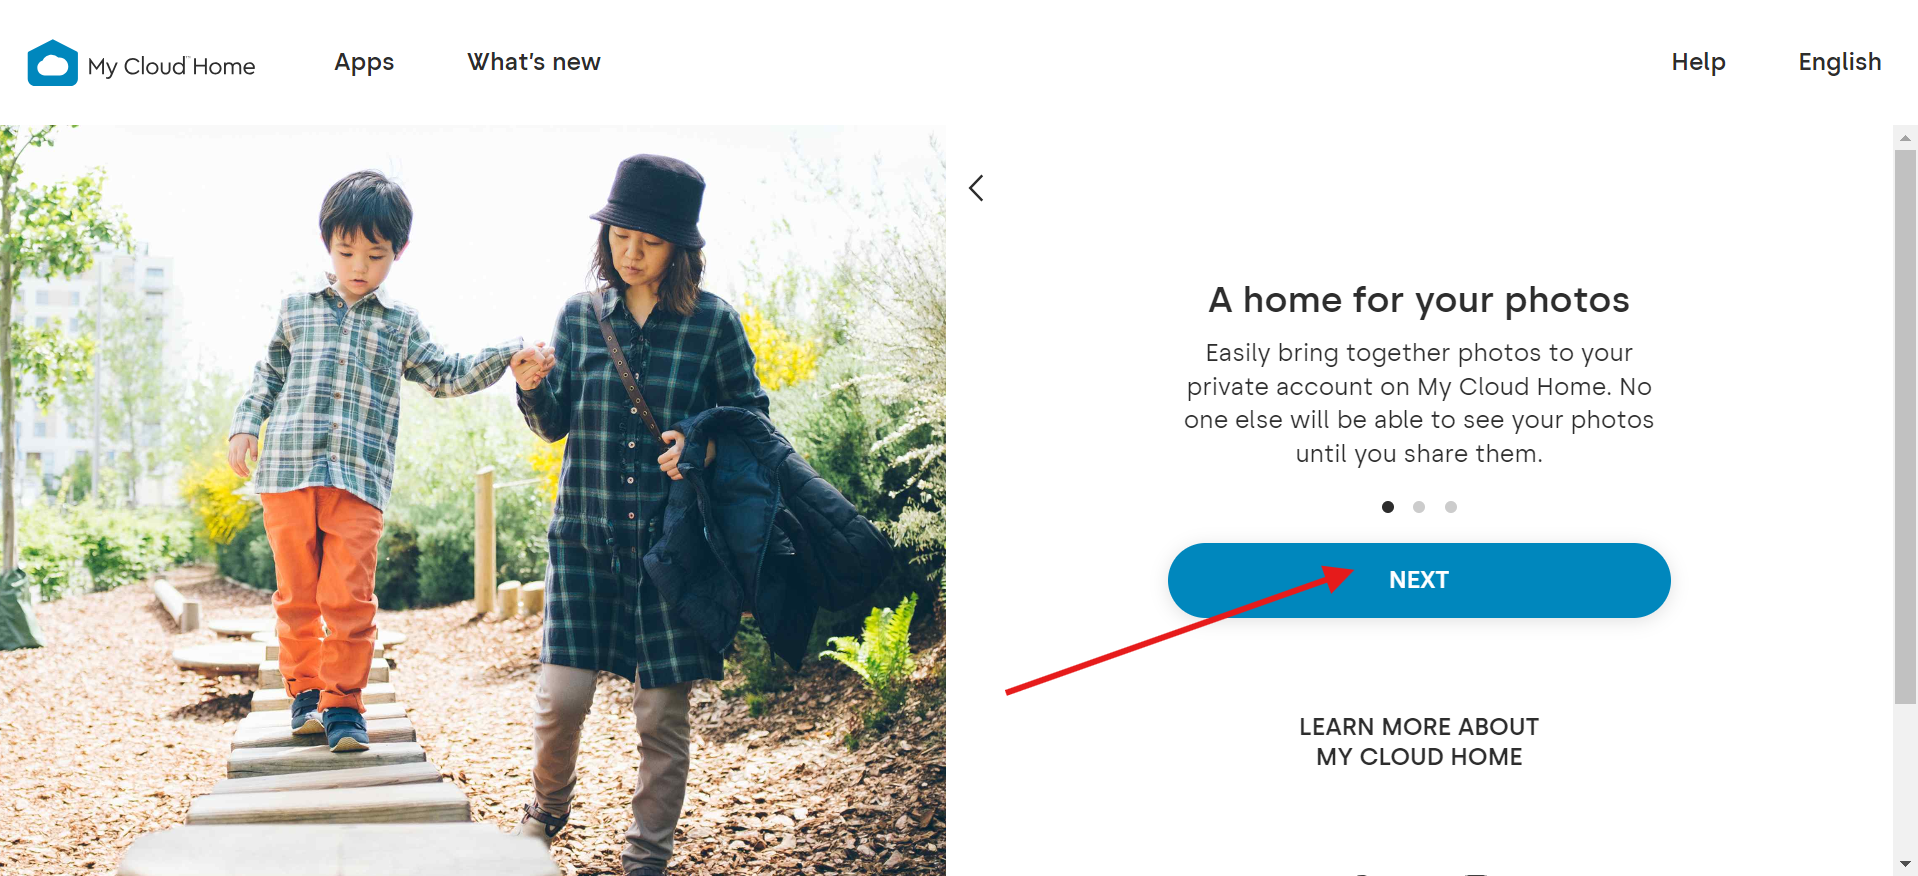 My Cloud™ Home
Apps
What's new
Help
English
A home for your photos
Easily bring together photos to your
private account on My Cloud Home. No
one else will be able to see your photos
until you share them.
NEXT
LEARN MORE ABOUT
MY CLOUD HOME